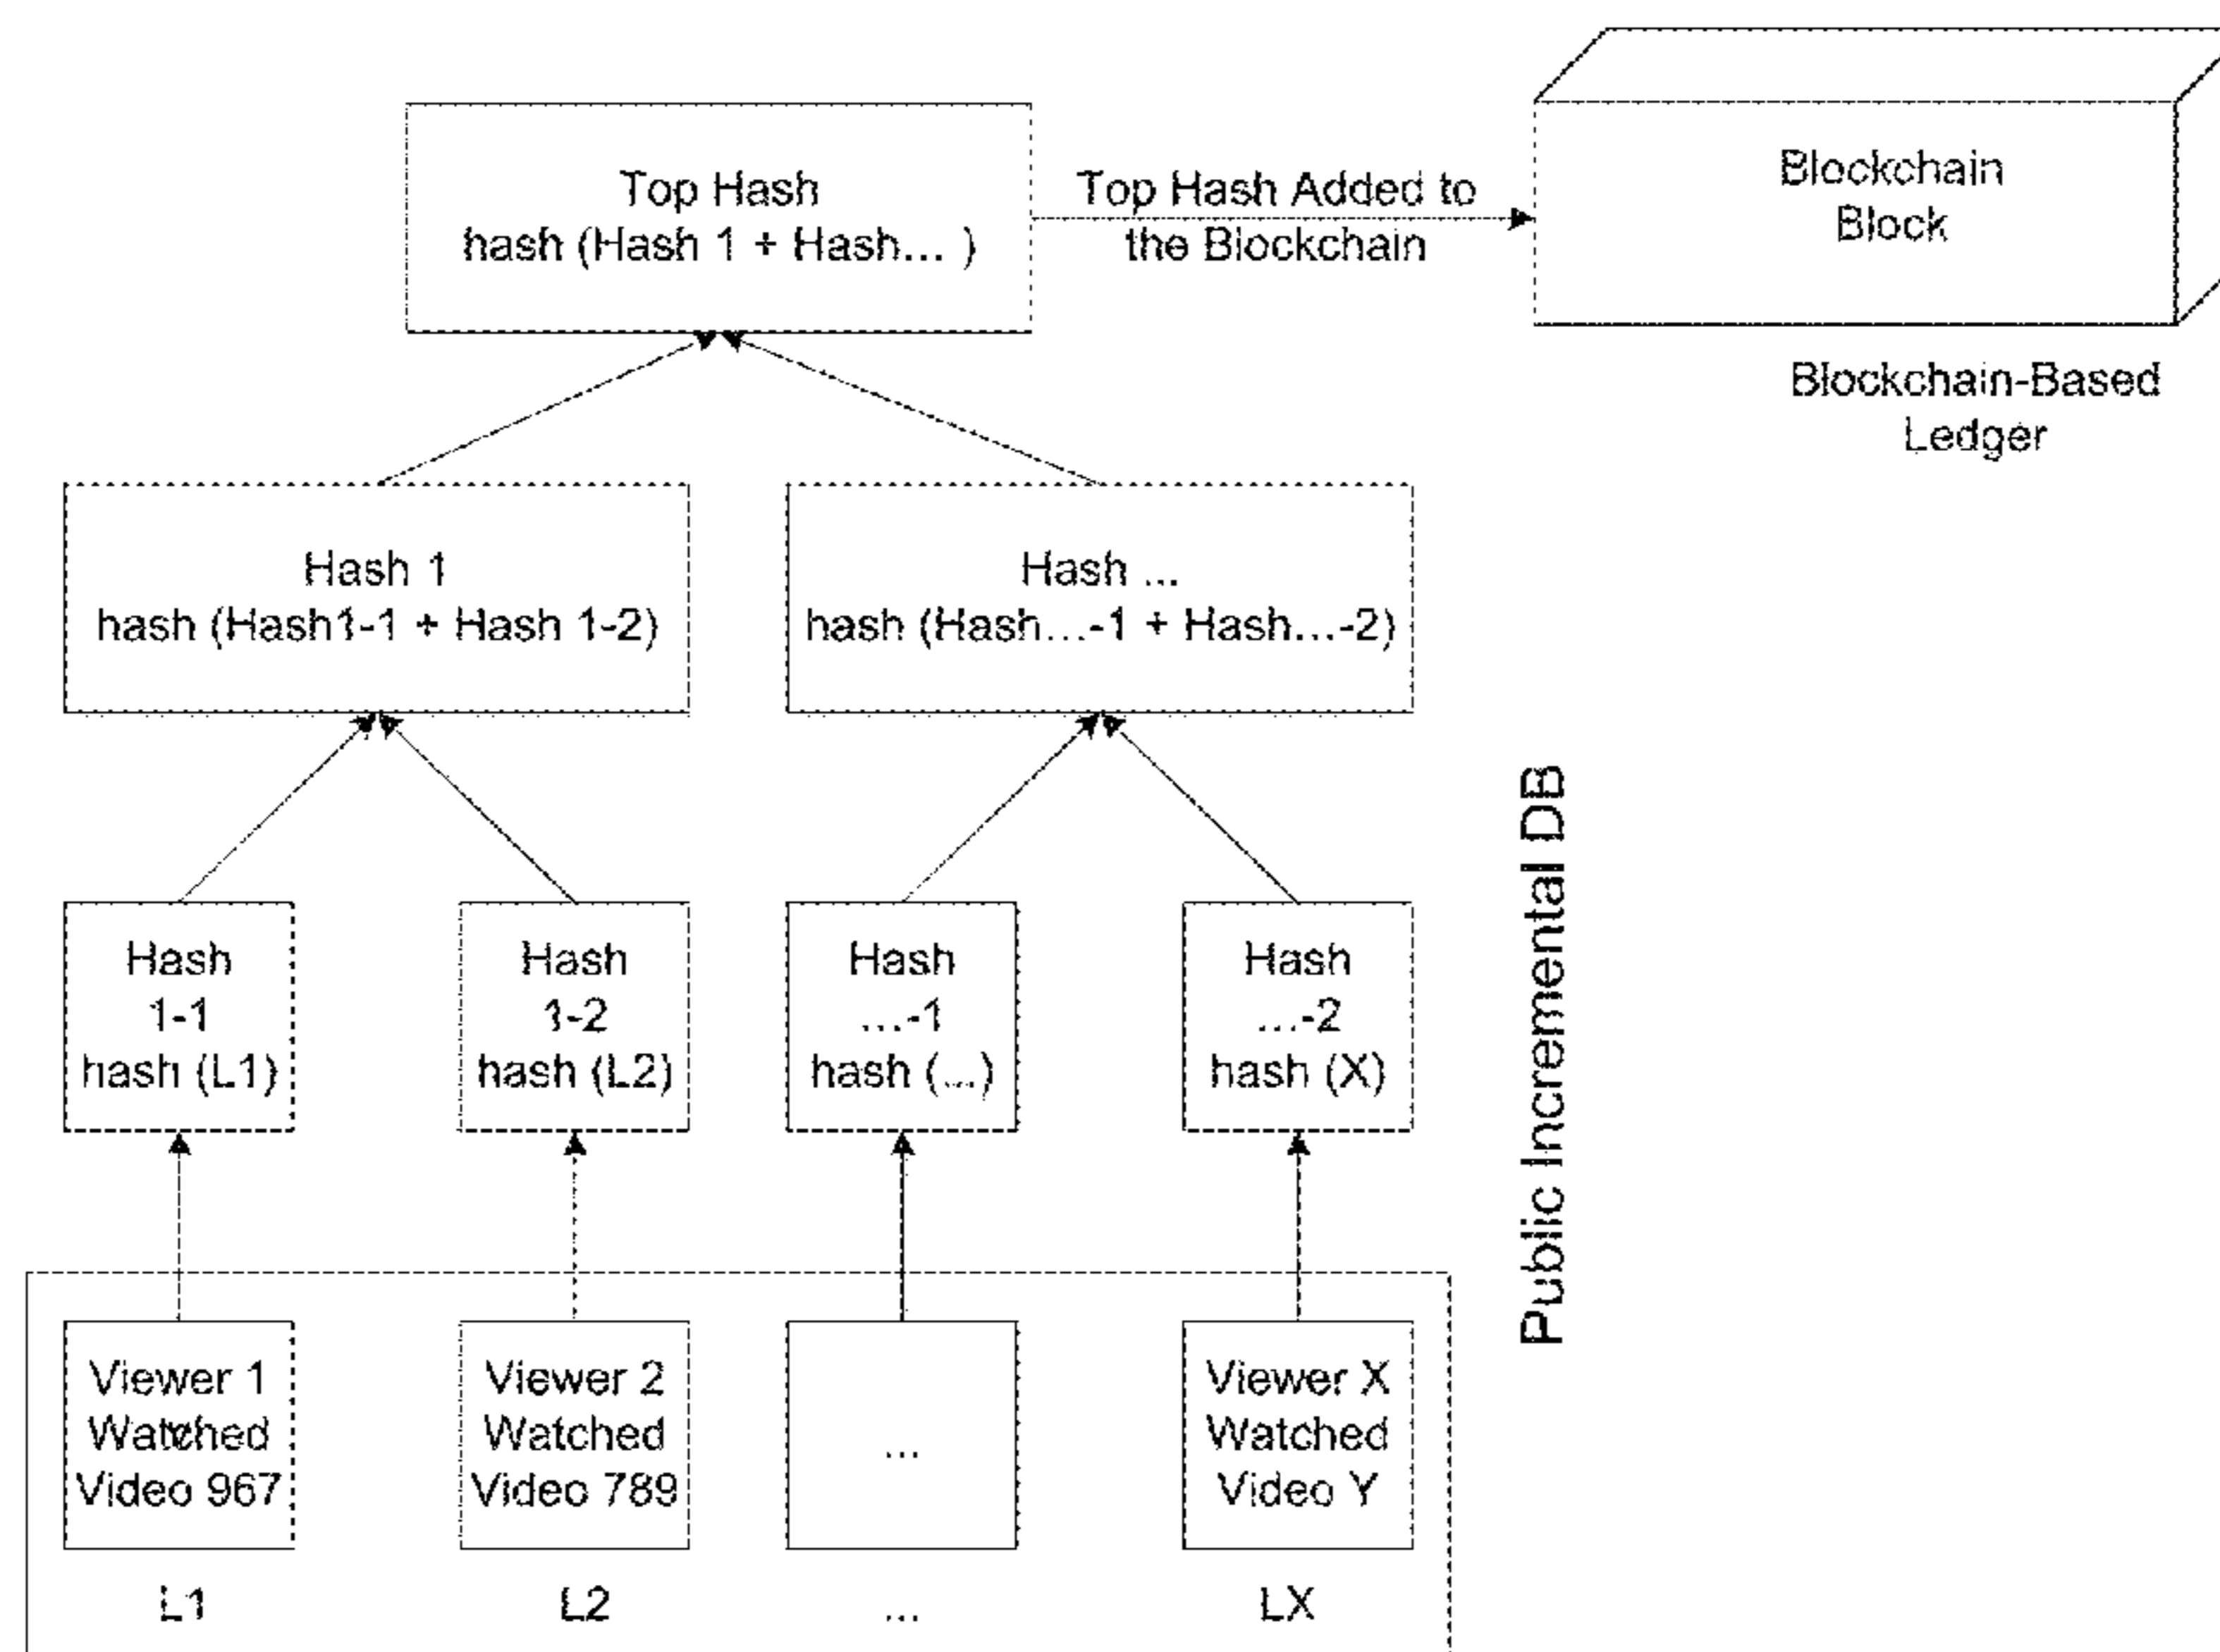 Top Hash
hash (Hash 1 + Hash... )
Top Hash Added to
the Blockchain
Blockchain
Block
Blockchain-Based
Ledger
Hash 1
hash (Hash1-1 + Hash 1-2)
Hash ...
hash (Hash...-1 + Hash...-2)
Public Incremental DB
Hash
1-1
hash (L1)
Hash
1-2
hash (L2)
Hash
...-1
hash (...)
Hash
...-2
hash (X)
Viewer 1
Watched
Video 967
Viewer 2
Watched
Video 789
...
Viewer X
Watched
Video Y
L1
L2
...
LX